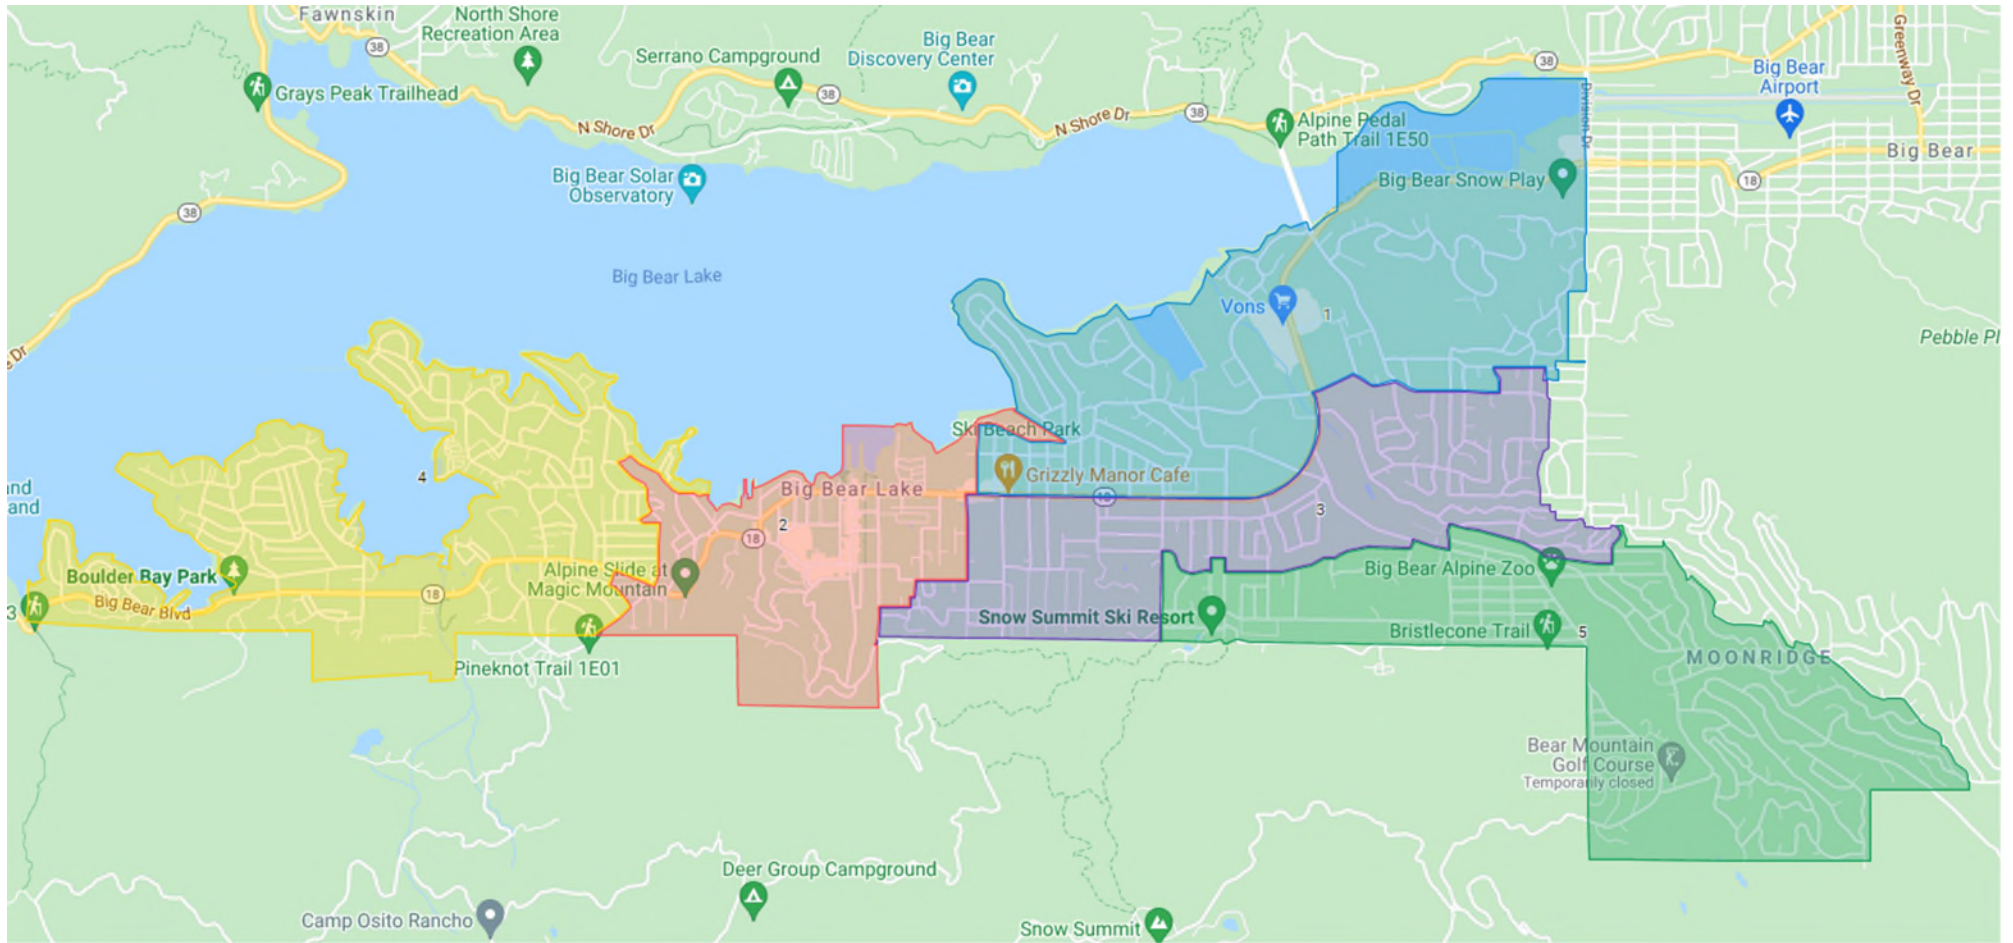 Fawnskin
North Shore
Recreation Area
38
Serrano Campground
Big Bear
Discovery Center
38
Greenway Dr
Big Bear
Airport
Grays Peak Trailhead
38
N Shore Dr
N Shore Dr
38
Alpine Pedal
Path Trail 1E50
Division Dr
Big Bear
18
Big Bear Solar
Observatory
Big Bear Snow Play
38
Big Bear Lake
Vons
1
Pebble Pl
e Dr
Ski Beach Park
4
Grizzly Manor Cafe
and
and
Big Bear Lake
18
2
3
18
Boulder Bay Park
Alpine Slide at
Magic Mountain
Big Bear Alpine Zoo
3
Big Bear Blvd
18
Snow Summit Ski Resort
Bristlecone Trail
5
Pineknot Trail 1E01
MOONRIDGE
Bear Mountain
Golf Course
Temporarily closed
Deer Group Campground
Camp Osito Rancho
Snow Summit